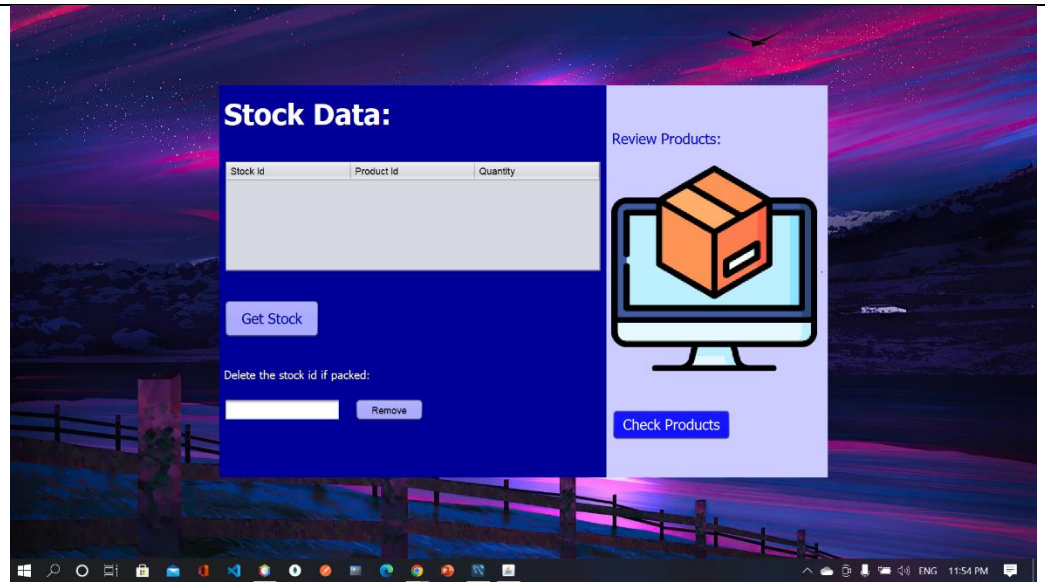 Stock Data:
Stock Id Product Id Quantity
Get Stock
Delete the stock id if packed:
Remove
Review Products:
Check Products
ENG 11:54 PM